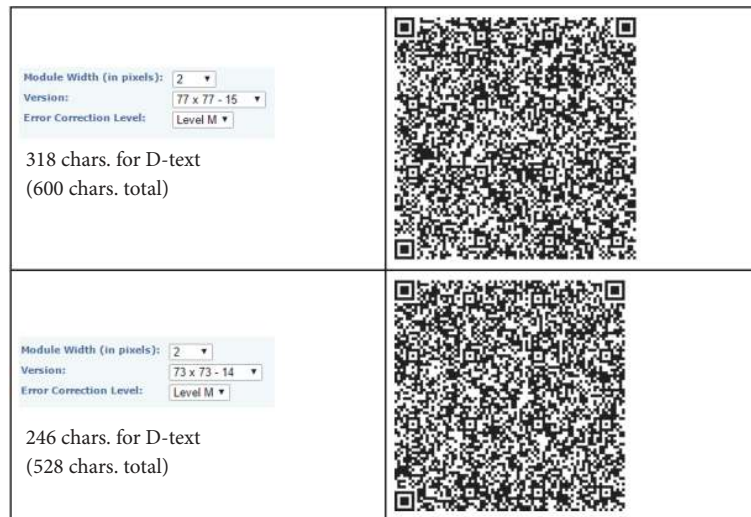 Module Width (in pixels): 2
Version: 77 x 77 - 15
Error Correction Level: Level M
318 chars. for D-text
(600 chars. total)
Module Width (in pixels): 2
Version: 73 x 73 - 14
Error Correction Level: Level M
246 chars. for D-text
(528 chars. total)